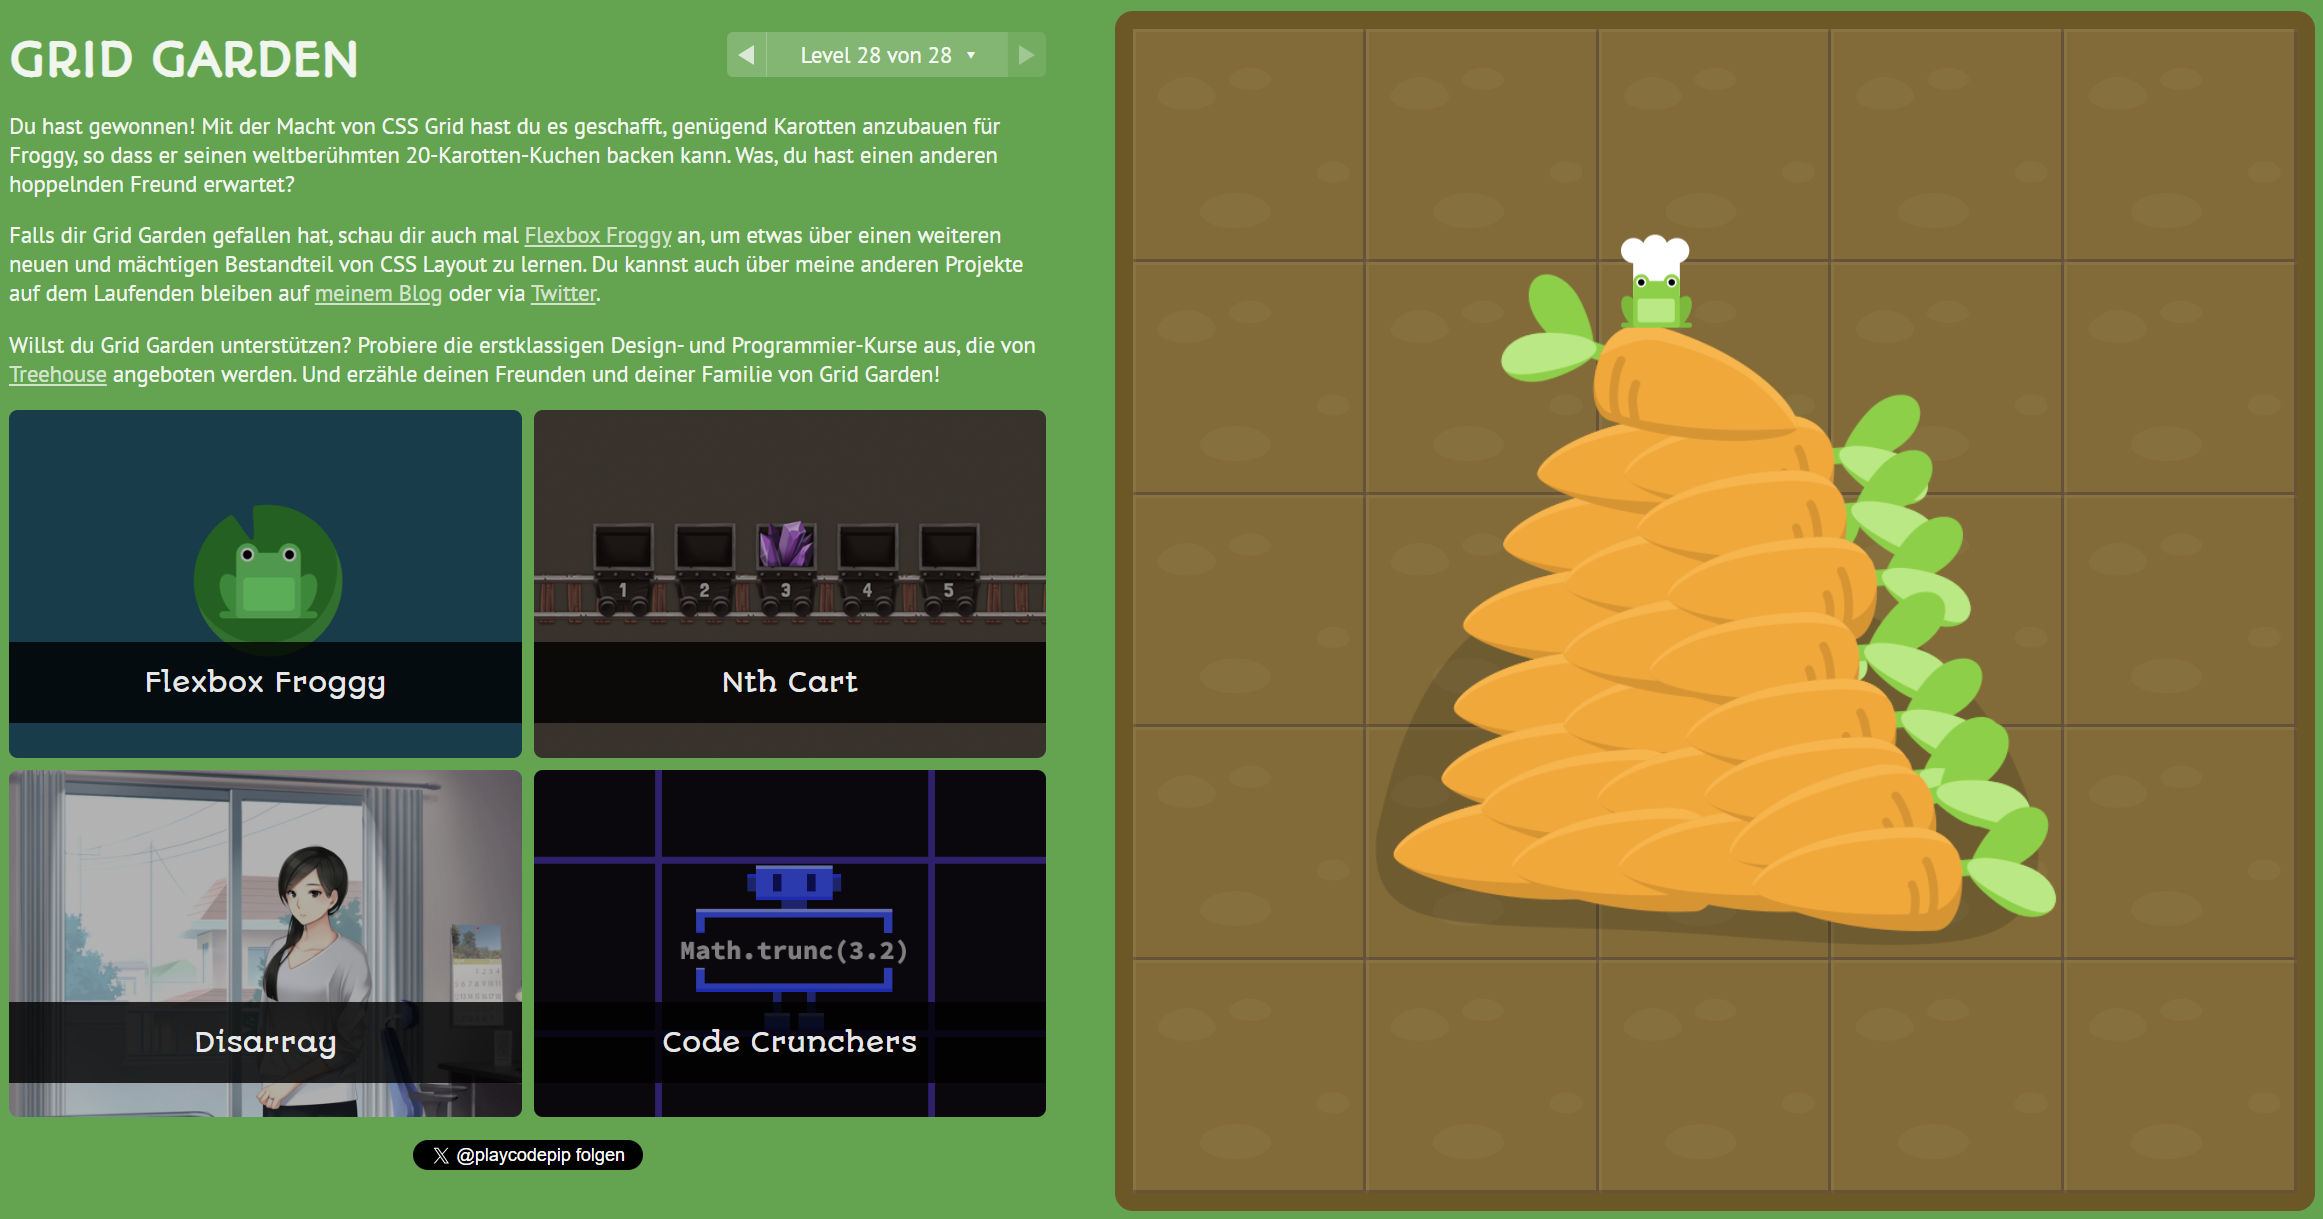 GRID GARDEN
Level 28 von 28
Du hast gewonnen! Mit der Macht von CSS Grid hast du es geschafft, genügend Karotten anzubauen für
Froggy, so dass er seinen weltberühmten 20-Karotten-Kuchen backen kann. Was, du hast einen anderen
hoppelnden Freund erwartet?
Falls dir Grid Garden gefallen hat, schau dir auch mal Flexbox Froggy an, um etwas über einen weiteren
neuen und mächtigen Bestandteil von CSS Layout zu lernen. Du kannst auch über meine anderen Projekte
auf dem Laufenden bleiben auf meinem Blog oder via Twitter.
Willst du Grid Garden unterstützen? Probiere die erstklassigen Design- und Programmier-Kurse aus, die von
Treehouse angeboten werden. Und erzähle deinen Freunden und deiner Familie von Grid Garden!
Flexbox Froggy
1 2 3 4 5
Nth Cart
Disarray
Math.trunc(3.2)
Code Crunchers
@playcodepip folgen